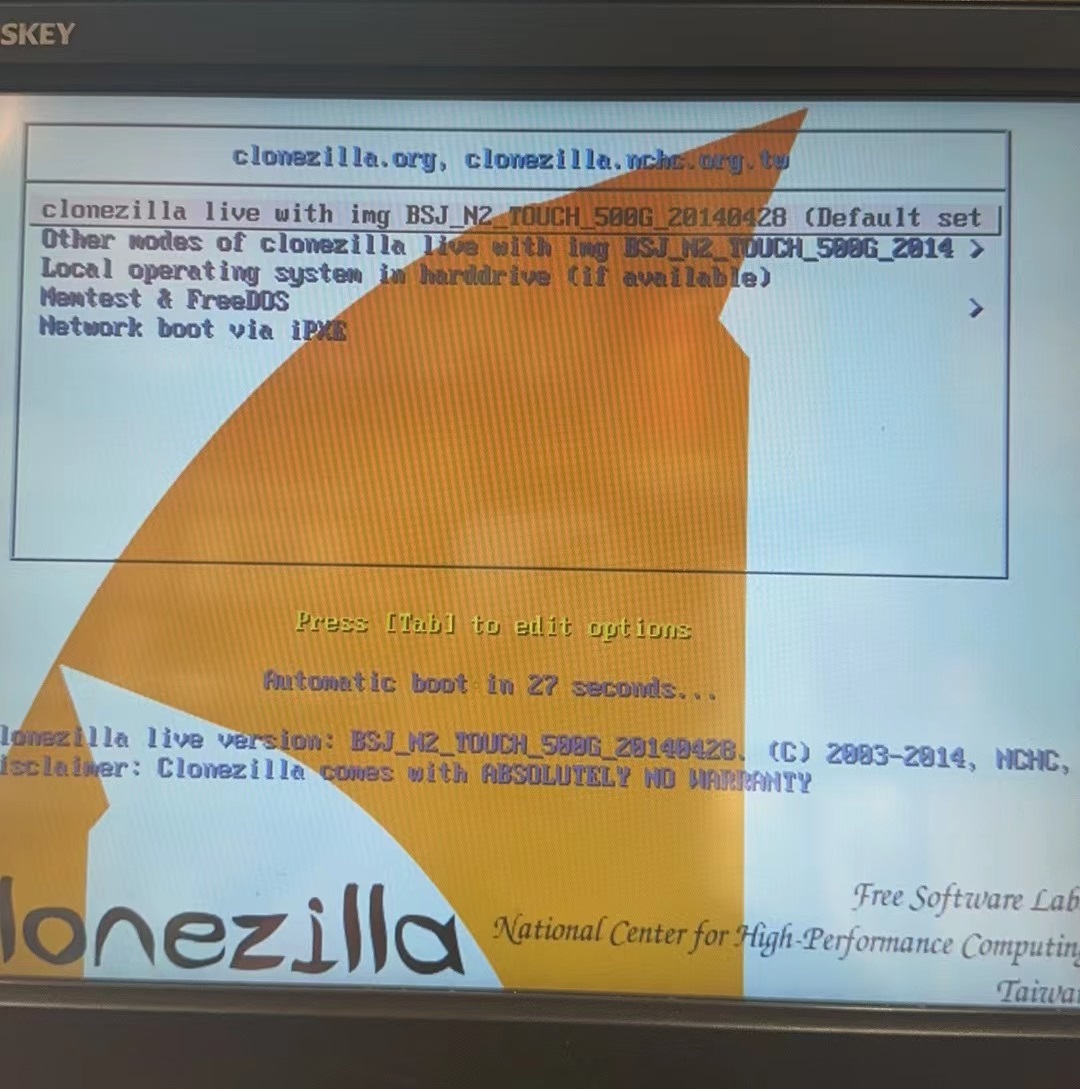 SKEY
clonezilla.org, clonezilla.nchc.org.tw
clonezilla live with img BSJ_N2_TOUCH_500G_20140428 (Default set
Other modes of clonezilla live with img BSJ_N2_TOUCH_500G_2014 >
Local operating system in harddrive (if available)
Memtest & FreeDOS >
Network boot via iPXE
Press [Tab] to edit options
Automatic boot in 27 seconds...
lonezilla live version: BSJ_N2_TOUCH_500G_20140428. (C) 2003-2014, NCHC,
isclaimer: Clonezilla comes with ABSOLUTELY NO WARRANTY
lonezilla
Free Software Lab
National Center for High-Performance Computing
Taiwan